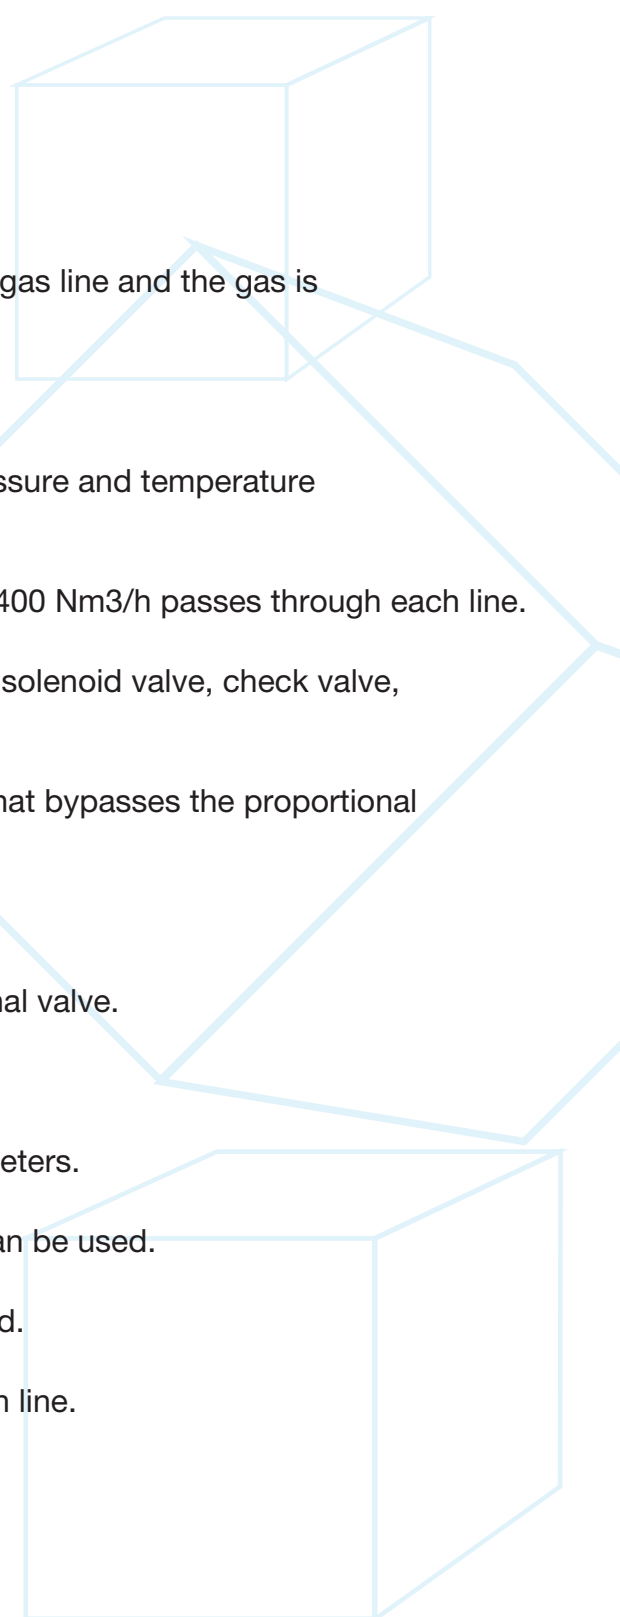 gas line and the gas is
ssure and temperature
400 Nm3/h passes through each line.
solenoid valve, check valve,
hat bypasses the proportional
nal valve.
eters.
an be used.
d.
n line.